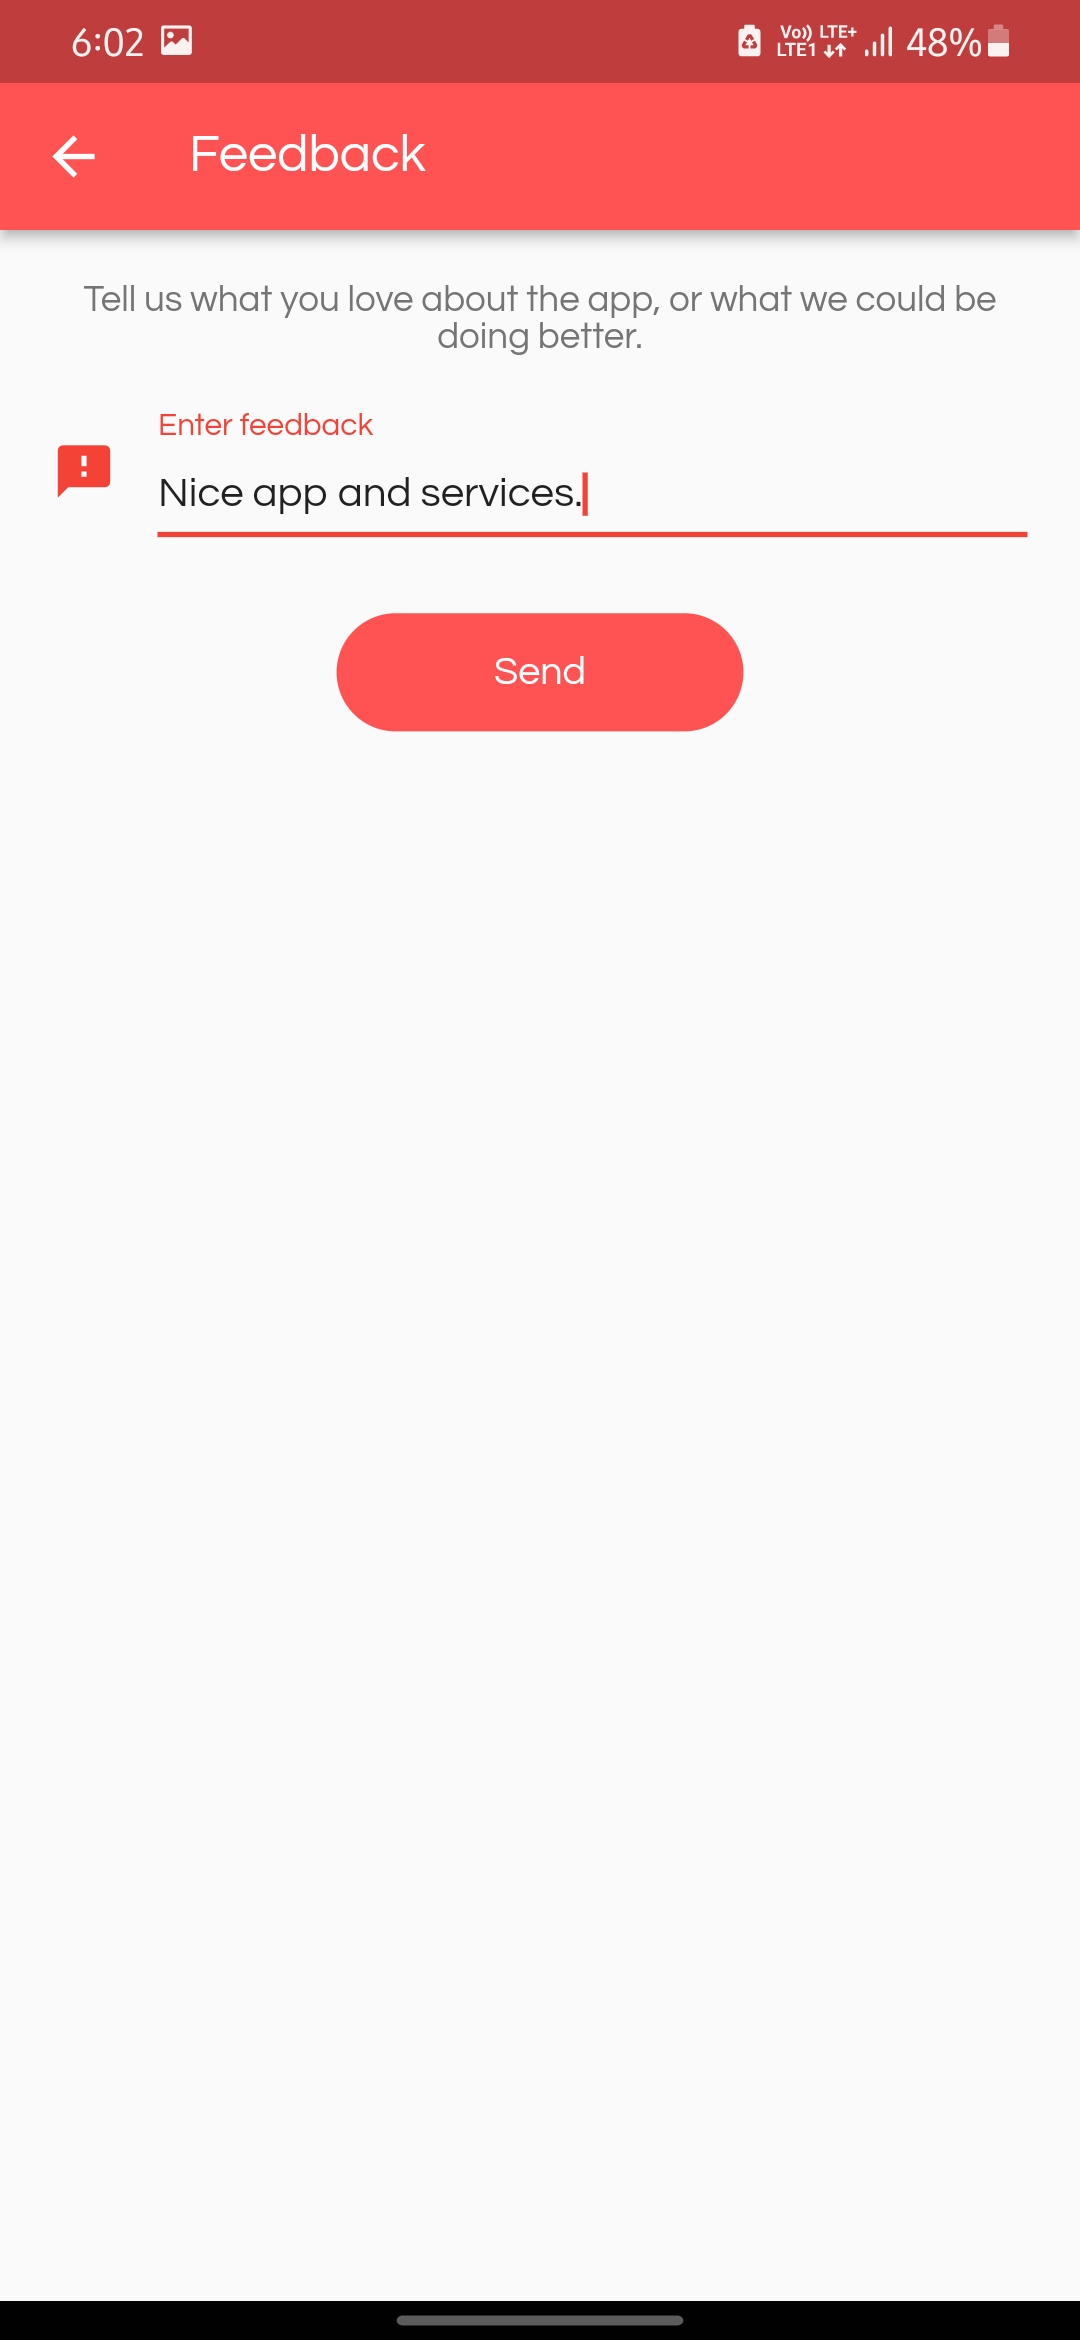 6:02
Vo)) LTE+
LTE1
48%
Feedback
Tell us what you love about the app, or what we could be
doing better.
Enter feedback
Nice app and services.
Send